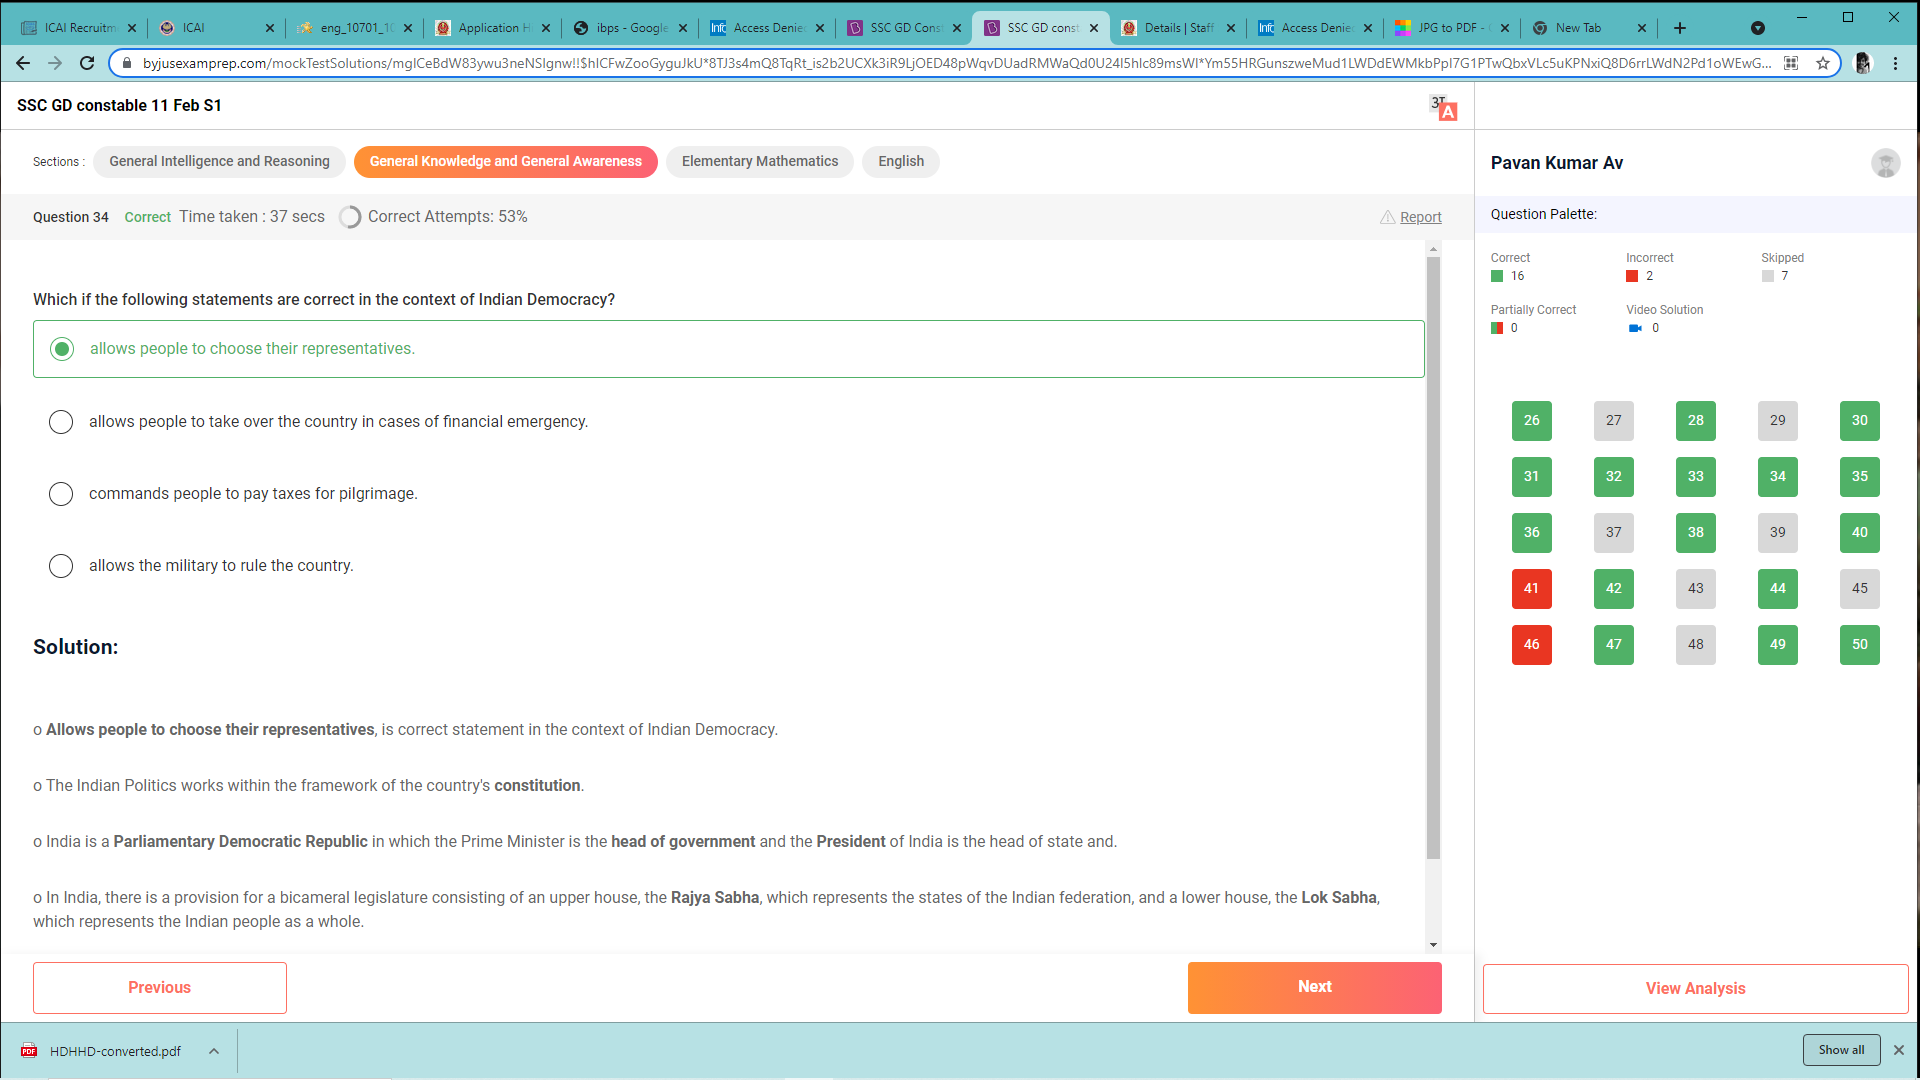 ICAI Recruitm
ICAI
eng_10701_10
Application H
ibps - Google
Access Denied
SSC GD Const
SSC GD const
Details | Staff
Access Denied
JPG to PDF -
New Tab
byjusexamprep.com/mockTestSolutions/
SSC GD constable 11 Feb S1
A
Sections :
General Intelligence and Reasoning
General Knowledge and General Awareness
Elementary Mathematics
English
Question 34 Correct Time taken : 37 secs Correct Attempts: 53%
Report
Which if the following statements are correct in the context of Indian Democracy?
allows people to choose their representatives.
allows people to take over the country in cases of financial emergency.
commands people to pay taxes for pilgrimage.
allows the military to rule the country.
Solution:
o Allows people to choose their representatives, is correct statement in the context of Indian Democracy.
o The Indian Politics works within the framework of the country's constitution.
o India is a Parliamentary Democratic Republic in which the Prime Minister is the head of government and the President of India is the head of state and.
o In India, there is a provision for a bicameral legislature consisting of an upper house, the Rajya Sabha, which represents the states of the Indian federation, and a lower house, the Lok Sabha,
which represents the Indian people as a whole.
Previous
Next
Pavan Kumar Av
Question Palette:
Correct Incorrect Skipped
16 2 7
Partially Correct Video Solution
0 0
26 27 28 29 30
31 32 33 34 35
36 37 38 39 40
41 42 43 44 45
46 47 48 49 50
View Analysis
PDF HDHHD-converted.pdf
Show all